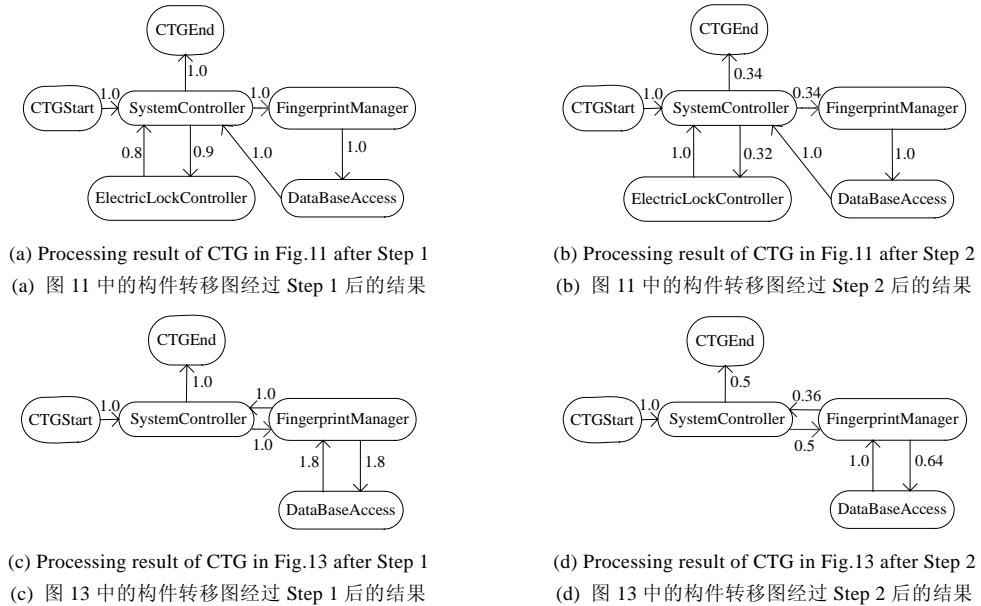 CTGEnd
1.0
CTGStart
1.0
SystemController
1.0
FingerprintManager
0.8
0.9
1.0
1.0
ElectricLockController
DataBaseAccess
(a) Processing result of CTG in Fig.11 after Step 1
(a) 图 11 中的构件转移图经过 Step 1 后的结果
CTGEnd
0.34
CTGStart
1.0
SystemController
0.34
FingerprintManager
1.0
0.32
1.0
1.0
ElectricLockController
DataBaseAccess
(b) Processing result of CTG in Fig.11 after Step 2
(b) 图 11 中的构件转移图经过 Step 2 后的结果
CTGEnd
1.0
CTGStart
1.0
SystemController
1.0
1.0
FingerprintManager
1.8
1.8
DataBaseAccess
(c) Processing result of CTG in Fig.13 after Step 1
(c) 图 13 中的构件转移图经过 Step 1 后的结果
CTGEnd
0.5
CTGStart
1.0
SystemController
0.36
0.5
FingerprintManager
1.0
0.64
DataBaseAccess
(d) Processing result of CTG in Fig.13 after Step 2
(d) 图 13 中的构件转移图经过 Step 2 后的结果